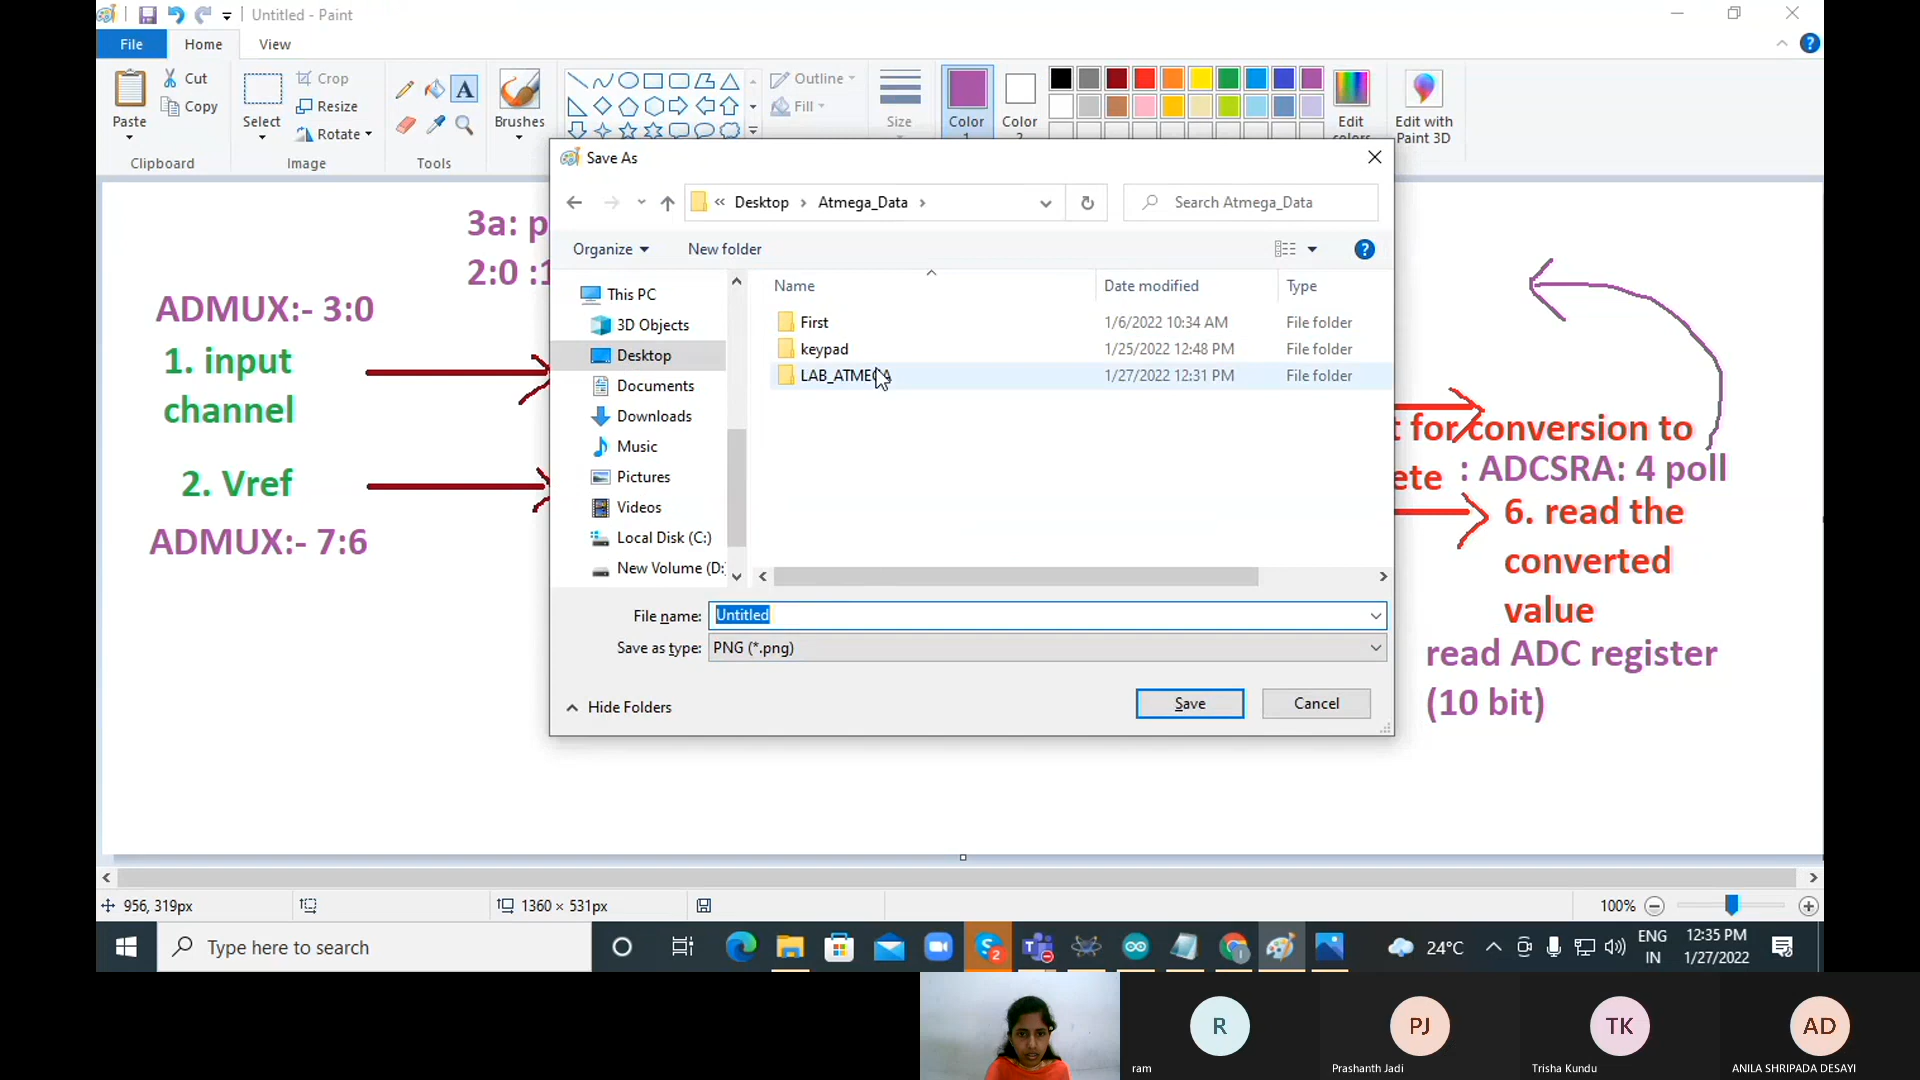 Untitled - Paint
File
Home
View
Paste
Cut
Copy
Clipboard
Select
Crop
Resize
Rotate
Image
Tools
Brushes
Outline
Fill
Size
Color
1
Color
2
Edit
colors
Edit with
Paint 3D
3a: p
2:0 :1
ADMUX:- 3:0
1. input
channel
2. Vref
ADMUX:- 7:6
Save As
« Desktop › Atmega_Data ›
Search Atmega_Data
Organize
New folder
This PC
3D Objects
Desktop
Documents
Downloads
Music
Pictures
Videos
Local Disk (C:)
New Volume (D:
Name
Date modified
Type
First
1/6/2022 10:34 AM
File folder
keypad
1/25/2022 12:48 PM
File folder
LAB_ATMEGA
1/27/2022 12:31 PM
File folder
File name:
Untitled
Save as type:
PNG (*.png)
Hide Folders
Save
Cancel
t for conversion to
ete : ADCSRA: 4 poll
6. read the
converted
value
read ADC register
(10 bit)
956, 319px
1360 × 531px
100%
Type here to search
2
24°C
ENG
IN
12:35 PM
1/27/2022
R
ram
PJ
Prashanth Jadi
TK
Trisha Kundu
AD
ANILA SHRIPADA DESAYI